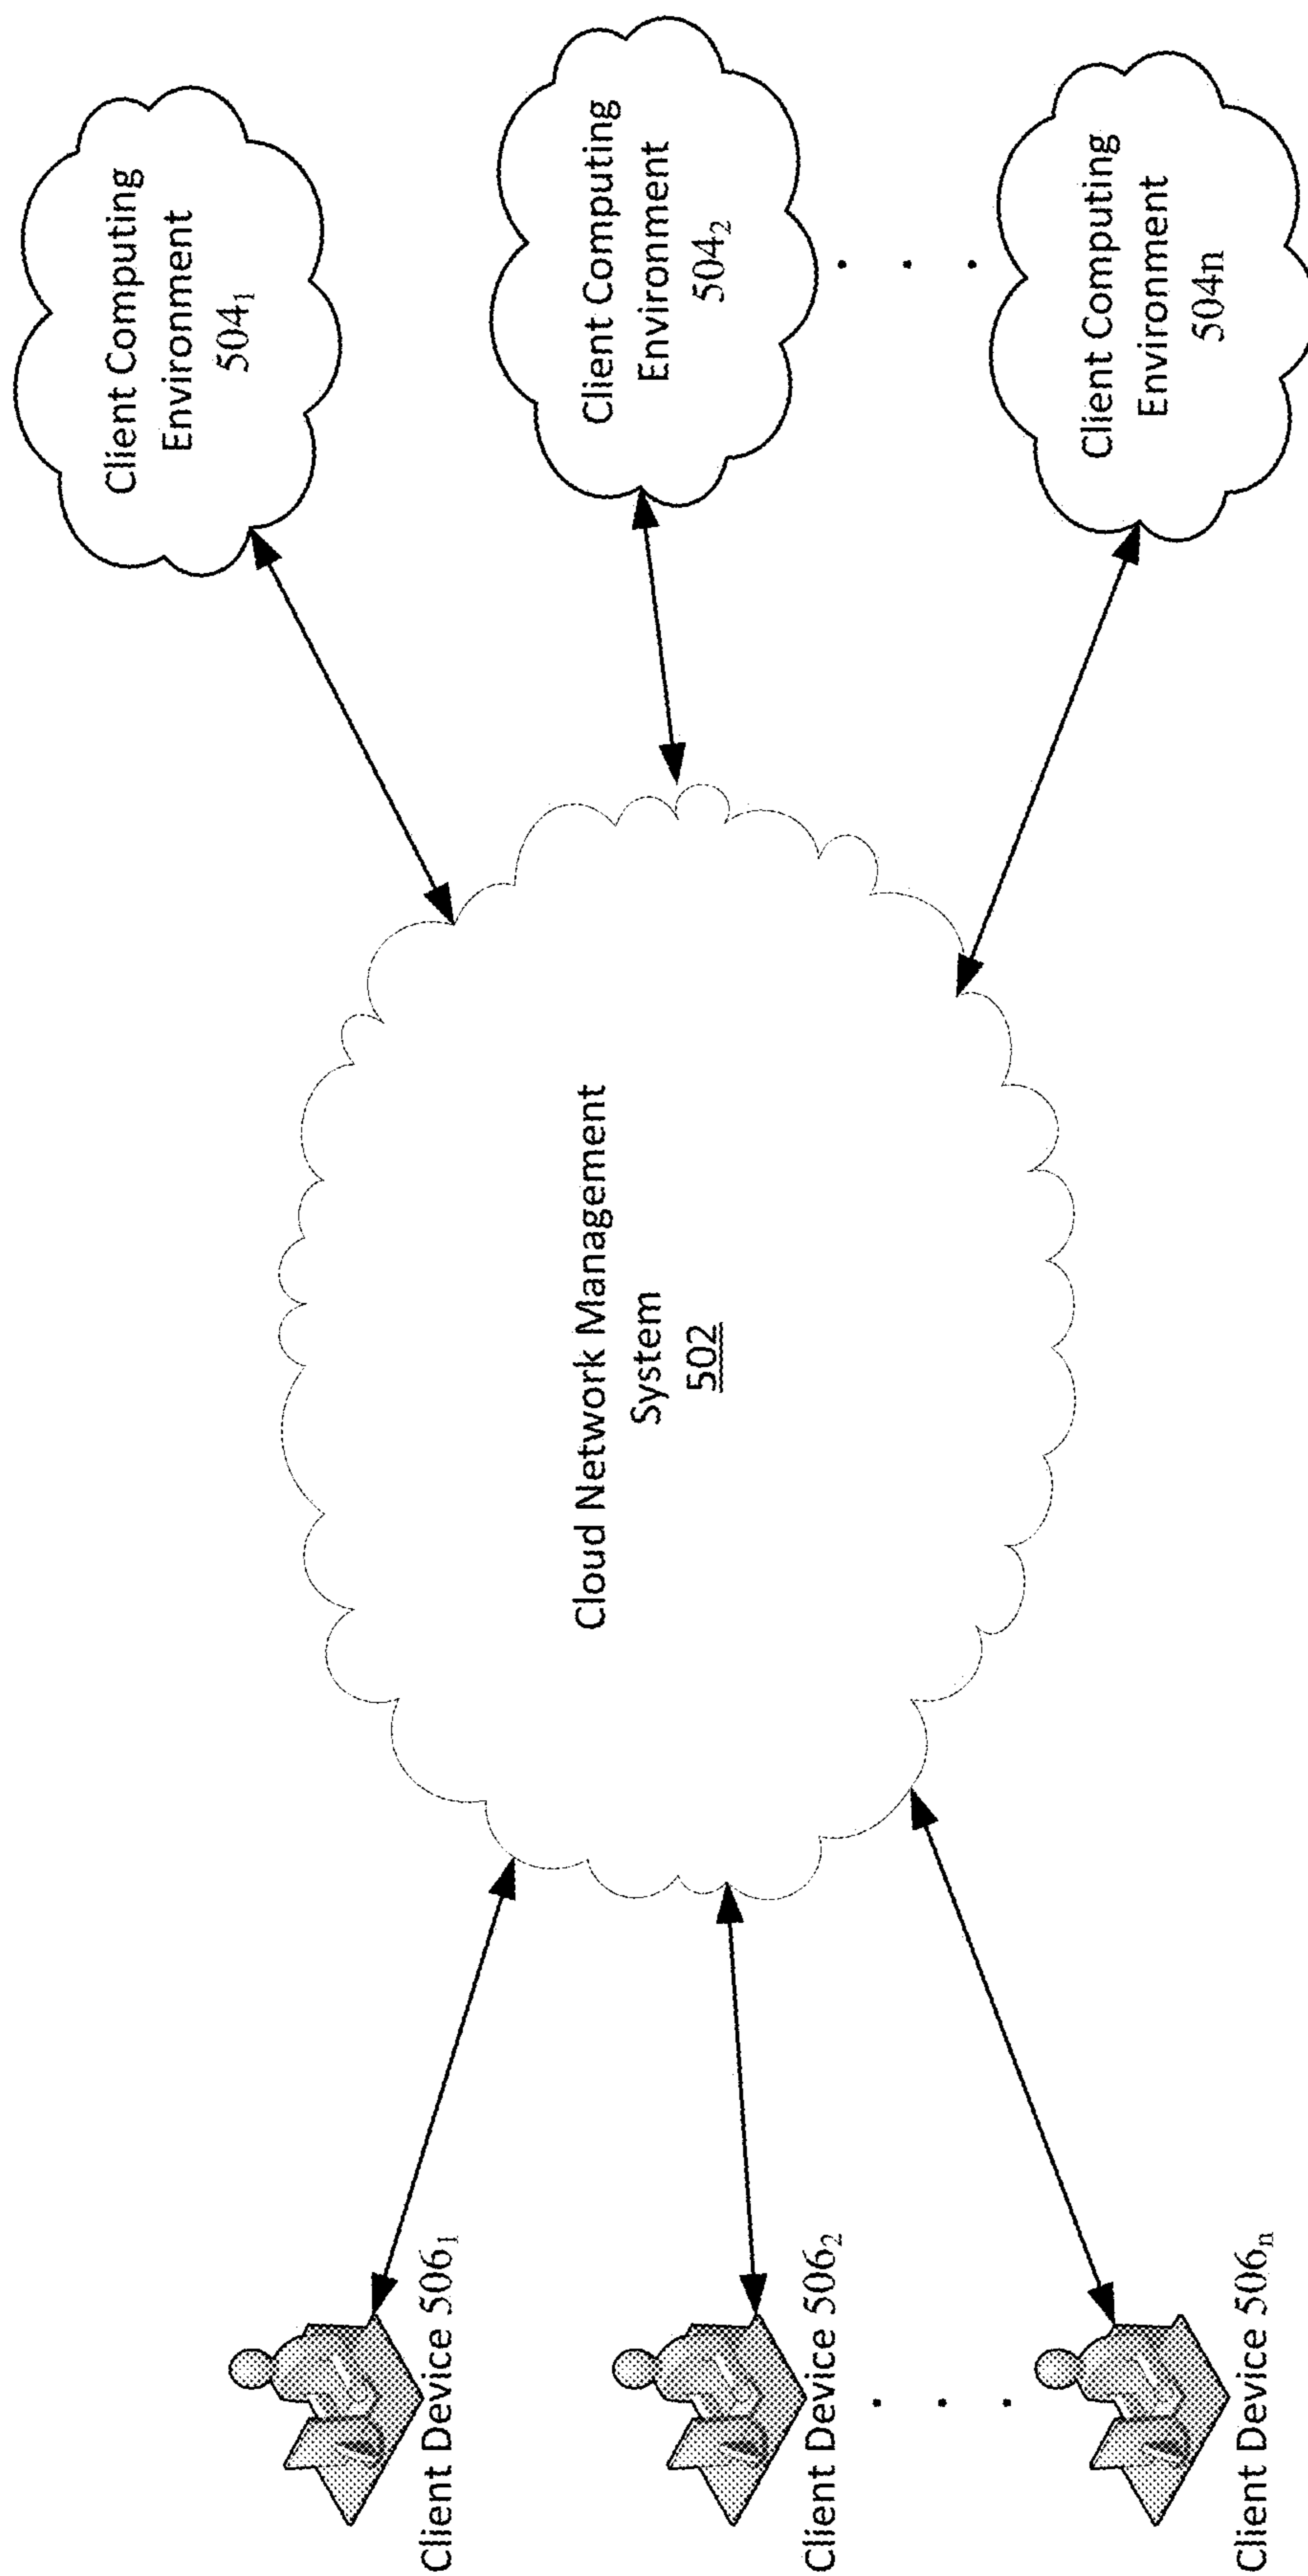 Client Computing
Environment
504₁
Client Computing
Environment
504₂
Client Computing
Environment
504n
Cloud Network Management
System
502
Client Device 506₁
Client Device 506₂
Client Device 506ₙ